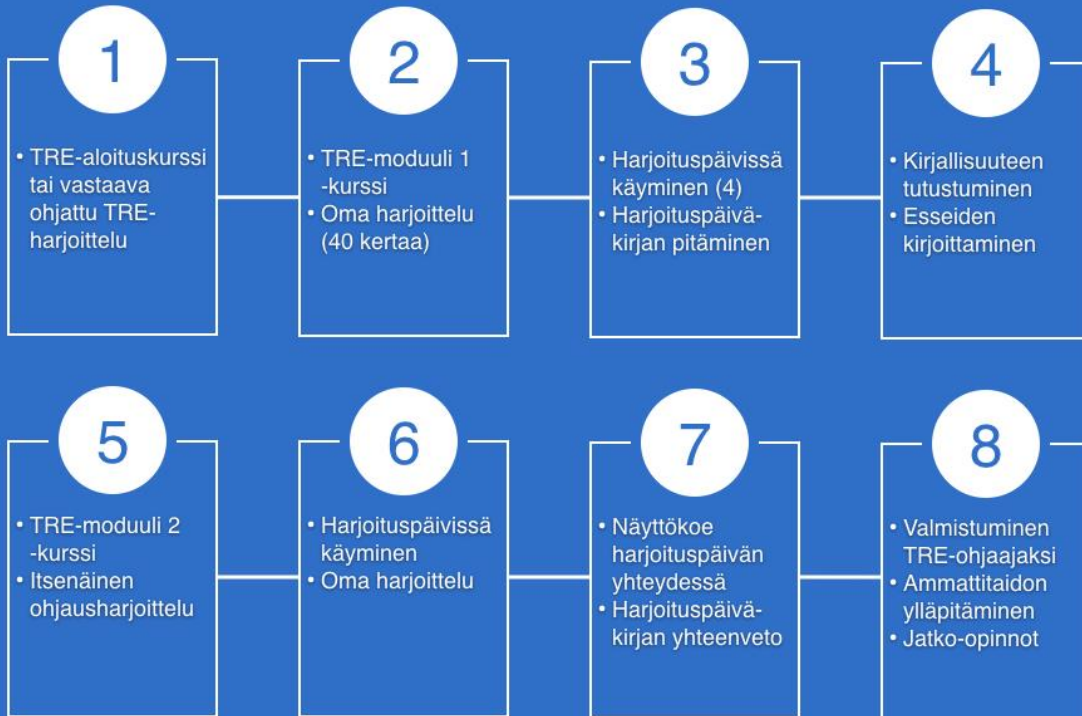 1
• TRE-aloituskurssi
tai vastaava
ohjattu TRE-
harjoittelu
2
• TRE-moduuli 1
-kurssi
• Oma harjoittelu
(40 kertaa)
3
• Harjoituspäivissä
käyminen (4)
• Harjoituspäivä-
kirjan pitäminen
4
• Kirjallisuuteen
tutustuminen
• Esseiden
kirjoittaminen
5
• TRE-moduuli 2
-kurssi
• Itsenäinen
ohjausharjoittelu
6
• Harjoituspäivissä
käyminen
• Oma harjoittelu
7
• Näyttökoe
harjoituspäivän
yhteydessä
• Harjoituspäivä-
kirjan yhteenveto
8
• Valmistuminen
TRE-ohjaajaksi
• Ammattitaidon
ylläpitäminen
• Jatko-opinnot